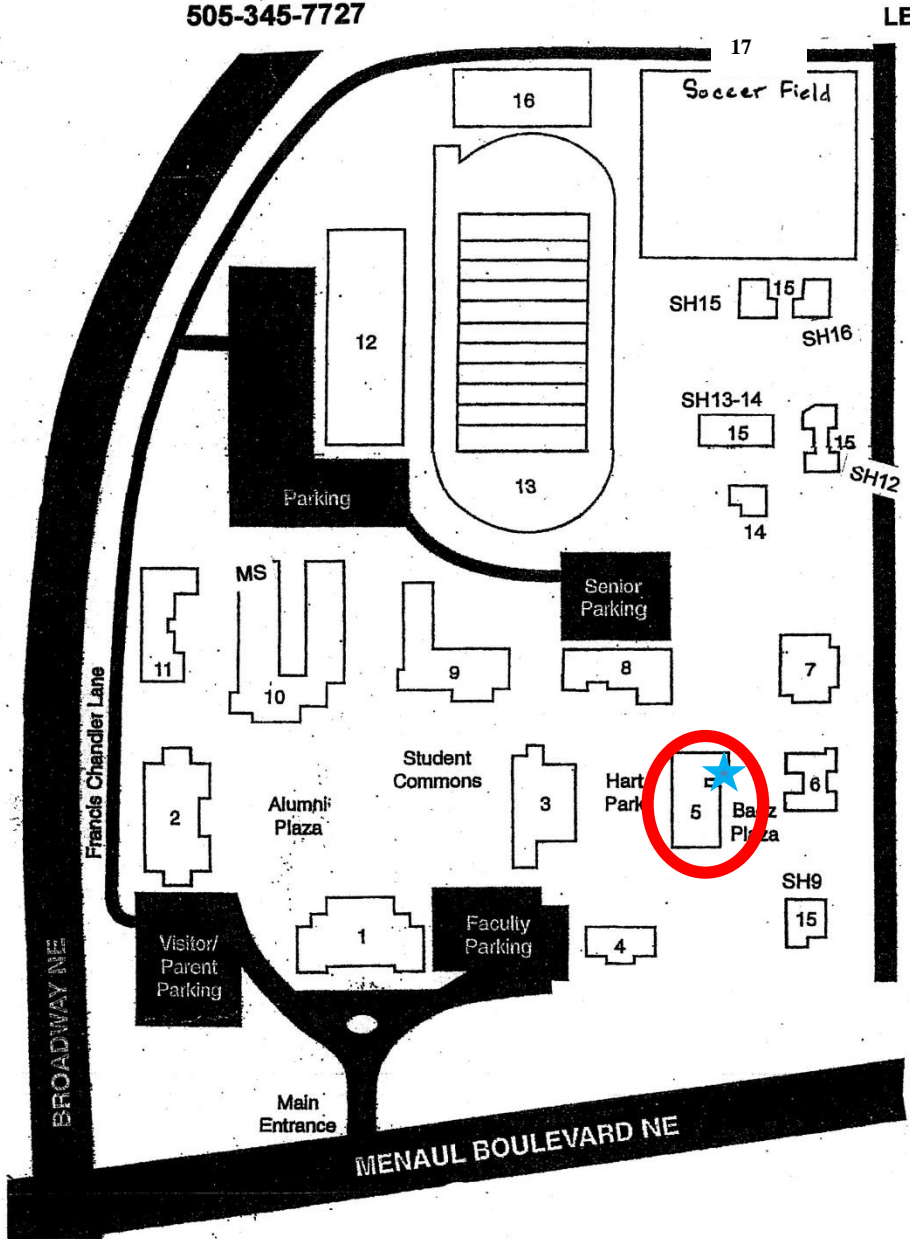 505-345-7727
LE
17
Soccer Field
16
SH15
15
SH16
12
SH13-14
15
15
SH12
13
14
Parking
MS
Senior
Parking
11
10
9
8
7
Francis Chandler Lane
2
Alumni
Plaza
Student
Commons
3
Hart
Park
5
Plaza
6
SH9
15
1
Faculty
Parking
4
Visitor/
Parent
Parking
BROADWAY NE
Main
Entrance
MENAUL BOULEVARD NE